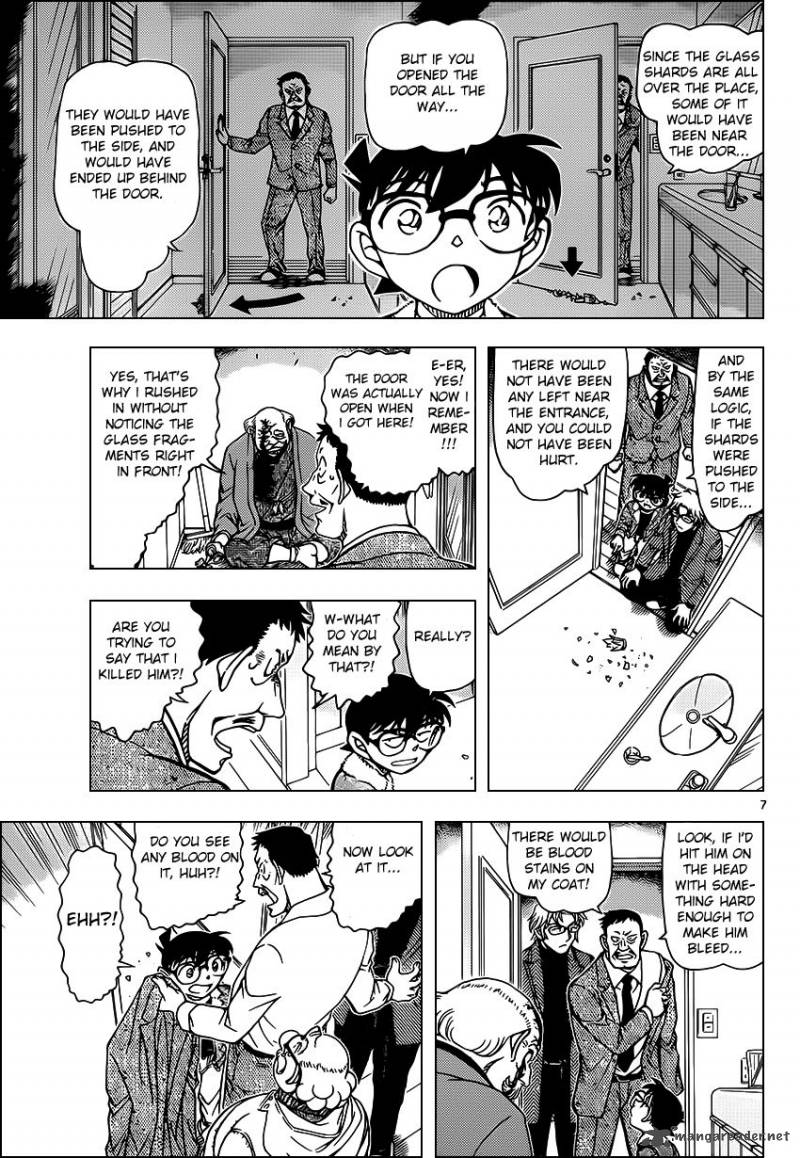 SINCE THE GLASS
SHARDS ARE ALL
OVER THE PLACE,
SOME OF IT
WOULD HAVE
BEEN NEAR
THE DOOR...
BUT IF YOU
OPENED THE
DOOR ALL
THE WAY...
THEY WOULD HAVE
BEEN PUSHED TO
THE SIDE, AND
WOULD HAVE
ENDED UP BEHIND
THE DOOR.
AND
BY THE
SAME
LOGIC, IF
THE SHARDS
WERE
PUSHED
TO THE
SIDE...
THERE WOULD
NOT HAVE BEEN
ANY LEFT NEAR
THE ENTRANCE,
AND YOU COULD
NOT HAVE BEEN
HURT.
E-ER,
YES!
NOW I
REME-
MBER
!!!
THE DOOR
WAS ACTUALLY
OPEN WHEN
I GOT HERE!
YES, THAT'S
WHY I RUSHED
IN WITHOUT
NOTICING THE
GLASS FRAG-
MENTS RIGHT
IN FRONT!
REALLY?
W-WHAT
DO YOU
MEAN BY
THAT?!
ARE YOU
TRYING TO
SAY THAT I
KILLED HIM?!
7
LOOK, IF I'D
HIT HIM ON
THE HEAD
WITH SOME-
THING HARD
ENOUGH TO
MAKE HIM
BLEED...
THERE WOULD
BE BLOOD
STAINS ON
MY COAT!
NOW LOOK
AT IT...
DO YOU SEE
ANY BLOOD ON
IT, HUH?!
EHH?!
mangareader.net